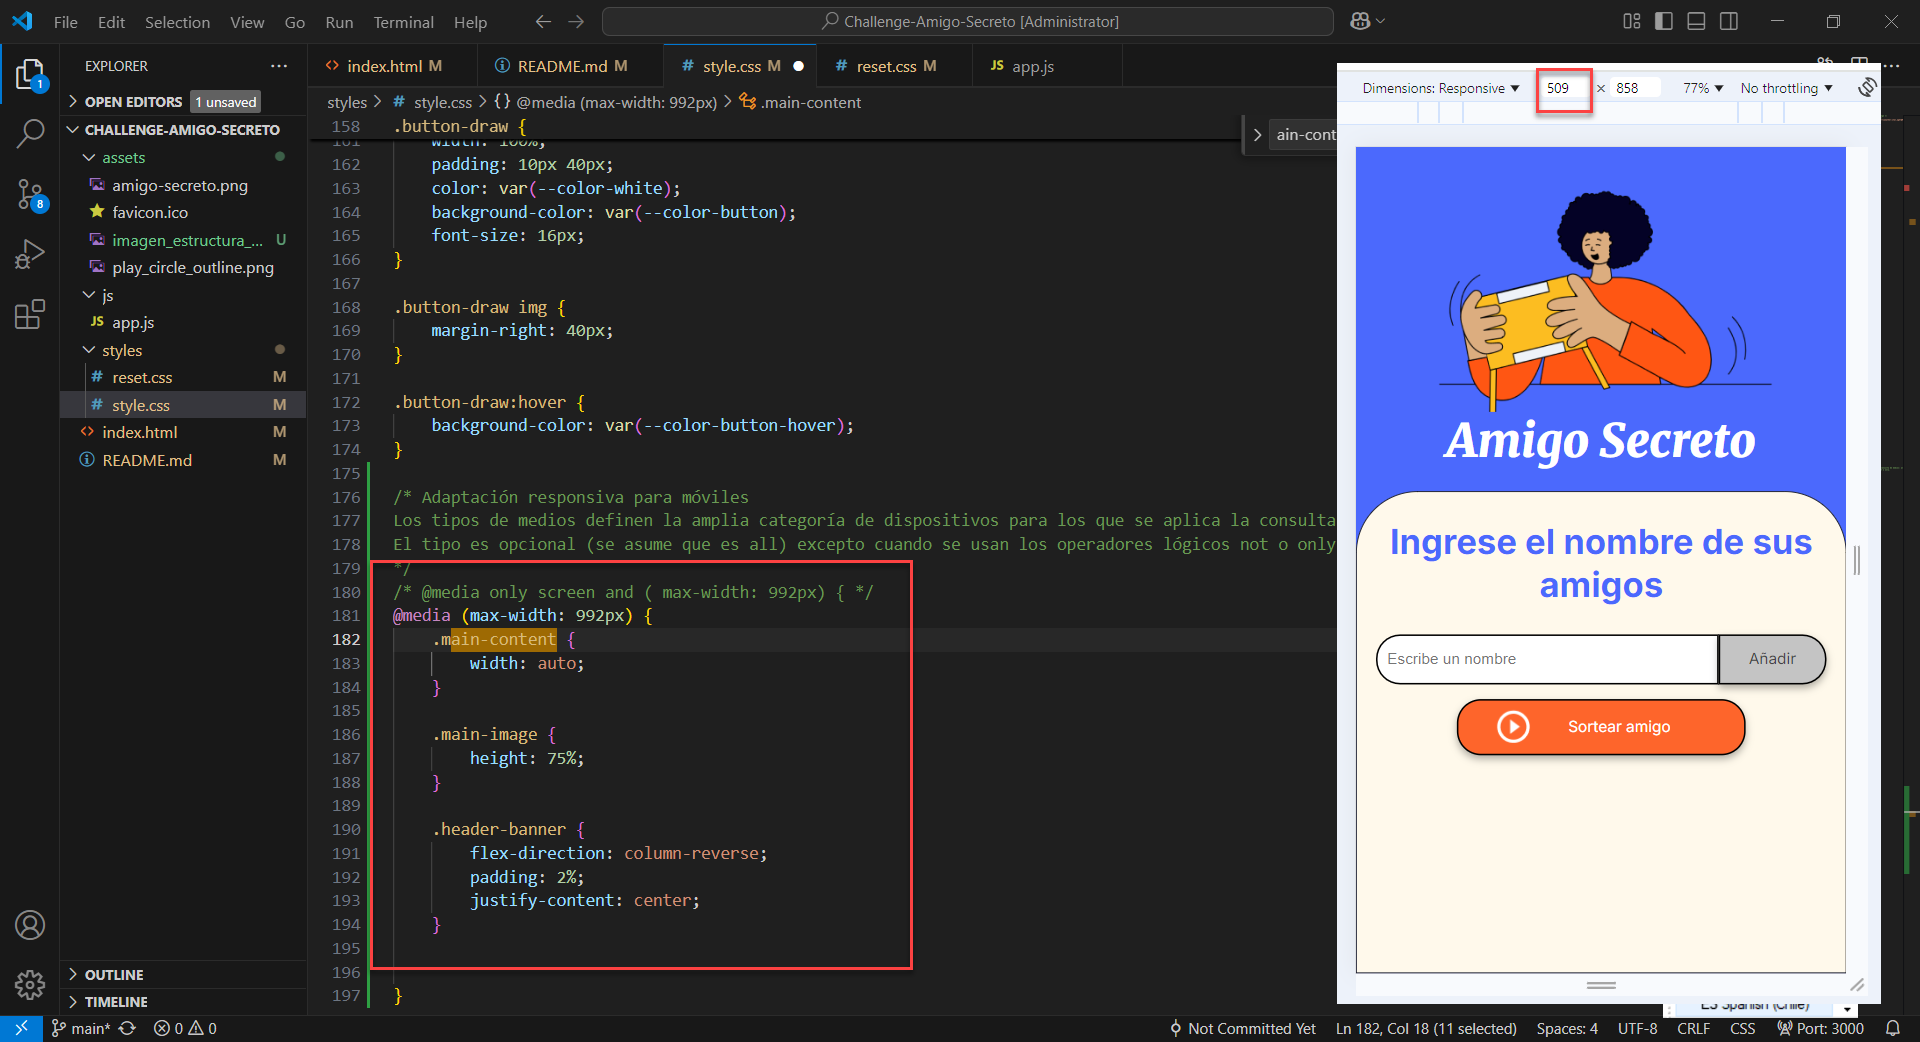 File Edit Selection View Go Run Terminal Help
Challenge-Amigo-Secreto [Administrator]
EXPLORER
OPEN EDITORS 1 unsaved
CHALLENGE-AMIGO-SECRETO
assets
amigo-secreto.png
favicon.ico
imagen_estructura_... U
play_circle_outline.png
js
JS app.js
styles
# reset.css M
# style.css M
index.html M
README.md M
OUTLINE
TIMELINE
1
8
index.html M README.md M # style.css M # reset.css M JS app.js
styles > # style.css > {} @media (max-width: 992px) > .main-content
158 .button-draw {
161 width: 100%;
162 padding: 10px 40px;
163 color: var(--color-white);
164 background-color: var(--color-button);
165 font-size: 16px;
166 }
167
168 .button-draw img {
169 margin-right: 40px;
170 }
171
172 .button-draw:hover {
173 background-color: var(--color-button-hover);
174 }
175
176 /* Adaptación responsiva para móviles
177 Los tipos de medios definen la amplia categoría de dispositivos para los que se aplica la consulta
178 El tipo es opcional (se asume que es all) excepto cuando se usan los operadores lógicos not o only
179 */
180 /* @media only screen and ( max-width: 992px) { */
181 @media (max-width: 992px) {
182 .main-content {
183 width: auto;
184 }
185
186 .main-image {
187 height: 75%;
188 }
189
190 .header-banner {
191 flex-direction: column-reverse;
192 padding: 2%;
193 justify-content: center;
194 }
195
196
197 }
ain-cont
Dimensions: Responsive 509 × 858 77% No throttling
Amigo Secreto
Ingrese el nombre de sus
amigos
Escribe un nombre Añadir
Sortear amigo
ES Spanish (Chile)
main* 0 0 Not Committed Yet Ln 182, Col 18 (11 selected) Spaces: 4 UTF-8 CRLF CSS Port: 3000